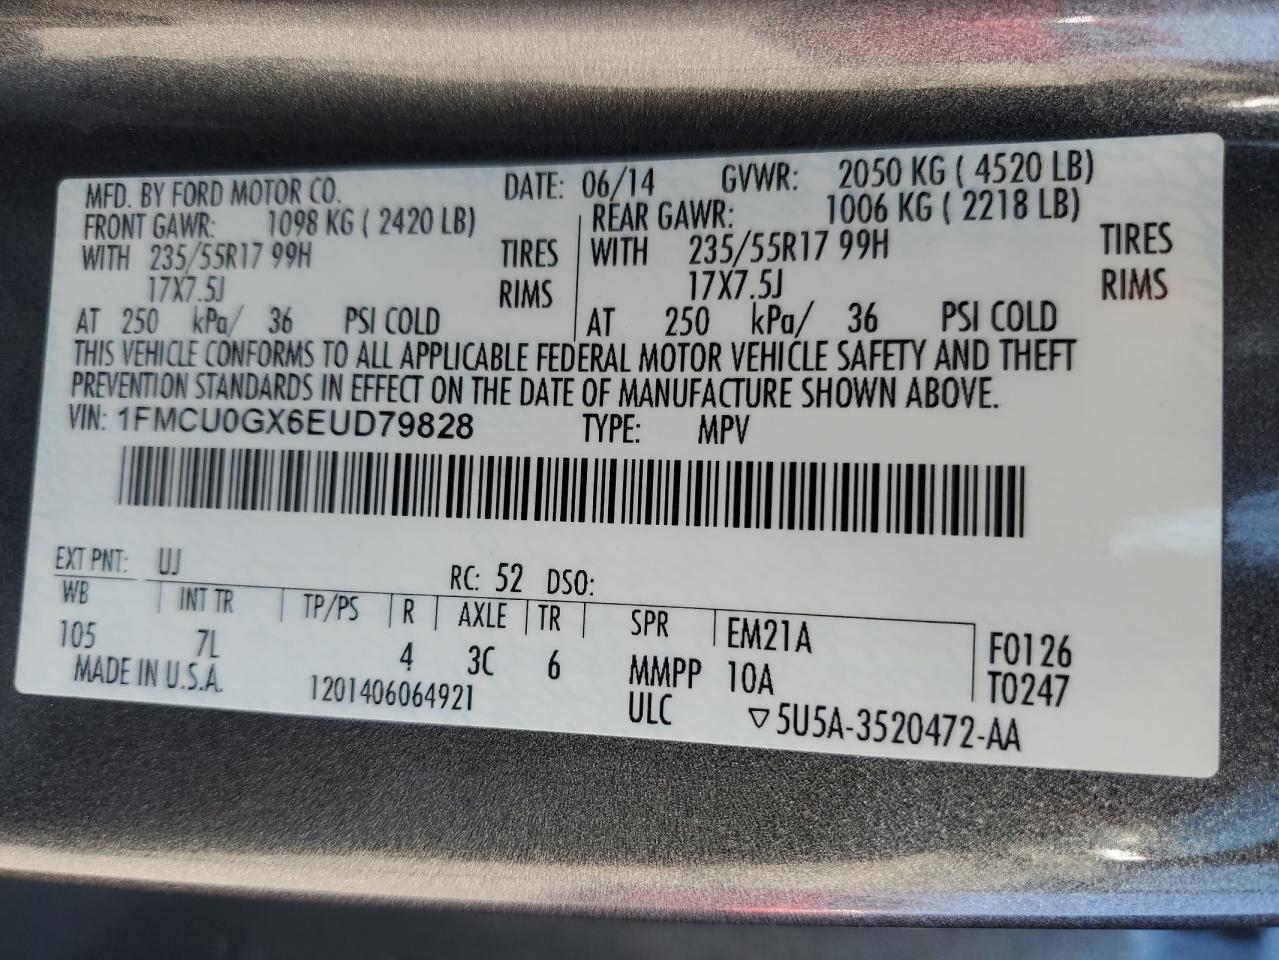 MFD. BY FORD MOTOR CO. DATE: 06/14 GVWR: 2050 KG ( 4520 LB)
FRONT GAWR: 1098 KG ( 2420 LB) REAR GAWR: 1006 KG ( 2218 LB)
WITH 235/55R17 99H TIRES WITH 235/55R17 99H TIRES
17X7.5J RIMS 17X7.5J RIMS
AT 250 kPa/ 36 PSI COLD AT 250 kPa/ 36 PSI COLD
THIS VEHICLE CONFORMS TO ALL APPLICABLE FEDERAL MOTOR VEHICLE SAFETY AND THEFT
PREVENTION STANDARDS IN EFFECT ON THE DATE OF MANUFACTURE SHOWN ABOVE.
VIN: 1FMCU0GX6EUD79828 TYPE: MPV
EXT PNT: UJ RC: 52 DSO:
WB INT TR TP/PS R AXLE TR SPR EM21A F0126
105 7L 4 3C 6 MMPP 10A T0247
MADE IN U.S.A. 1201406064921 ULC ▽5U5A-3520472-AA